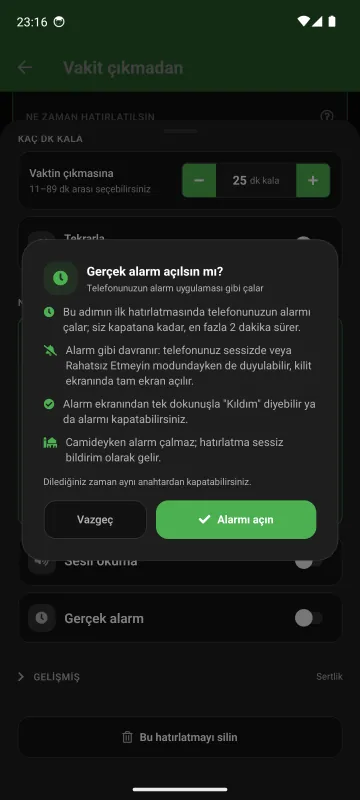 23:16
Vakit çıkmadan
NE ZAMAN HATIRLATILSIN
KAÇ DK KALA
Vaktin çıkmasına
11–89 dk arası seçebilirsiniz
25 dk kala
Tekrarla
Gerçek alarm açılsın mı?
Telefonunuzun alarm uygulaması gibi çalar
Bu adımın ilk hatırlatmasında telefonunuzun alarmı
çalar; siz kapatana kadar, en fazla 2 dakika sürer.
Alarm gibi davranır: telefonunuz sessizde veya
Rahatsız Etmeyin modundayken de duyulabilir, kilit
ekranında tam ekran açılır.
Alarm ekranından tek dokunuşla "Kıldım" diyebilir ya
da alarmı kapatabilirsiniz.
Camideyken alarm çalmaz; hatırlatma sessiz
bildirim olarak gelir.
Dilediğiniz zaman aynı anahtardan kapatabilirsiniz.
Vazgeç
Alarmı açın
Sesli okuma
Gerçek alarm
GELİŞMİŞ
Sertlik
Bu hatırlatmayı silin